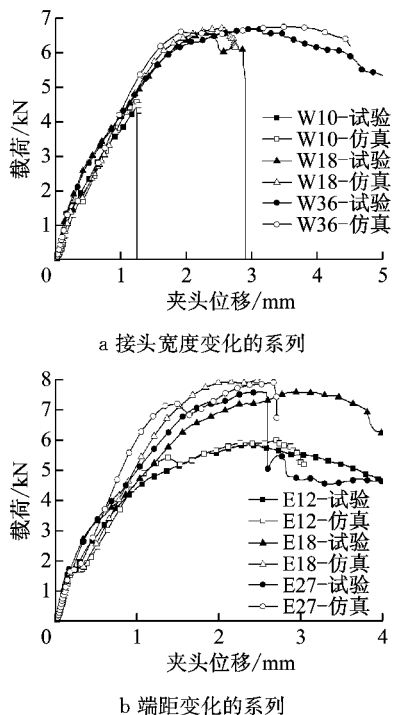 7
6
5
4
3
2
1
0
载荷/kN
W10-试验
W10-仿真
W18-试验
W18-仿真
W36-试验
W36-仿真
1 2 3 4 5
夹头位移/mm
a 接头宽度变化的系列
8
7
6
5
4
3
2
1
0
载荷/kN
E12-试验
E12-仿真
E18-试验
E18-仿真
E27-试验
E27-仿真
1 2 3 4
夹头位移/mm
b 端距变化的系列